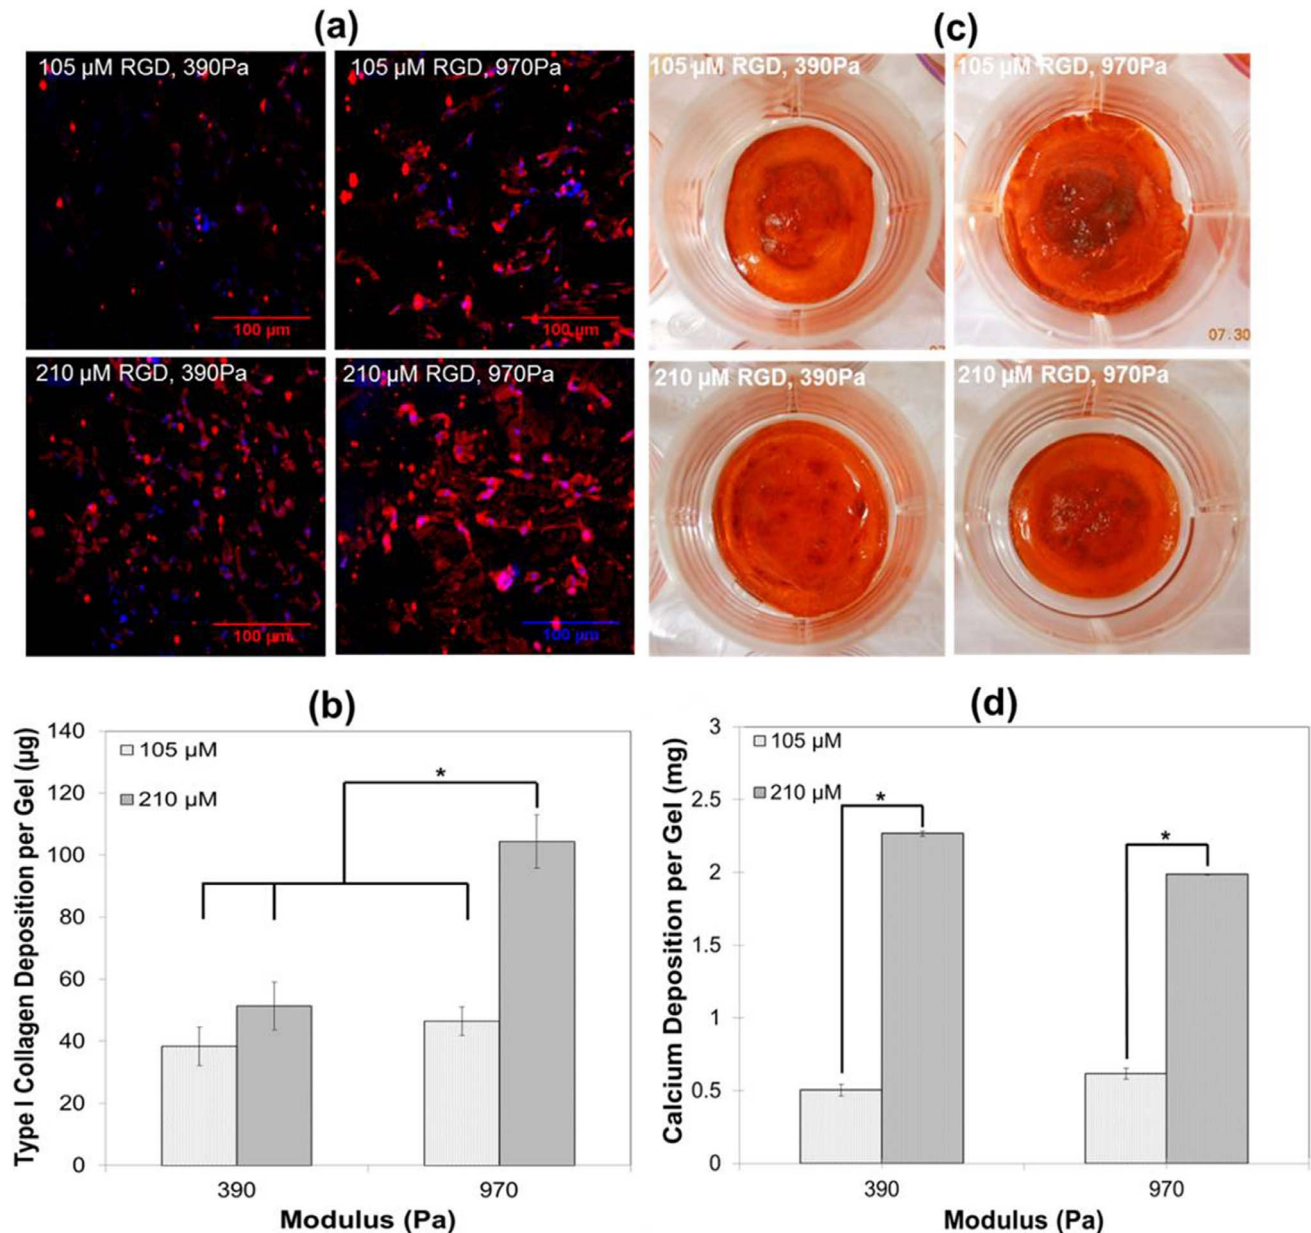 (a)
(c)
105 µM RGD, 390Pa
105 µM RGD, 970Pa
105 µM RGD, 390Pa
105 µM RGD, 970Pa
100 µm
100 µm
07.30
210 µM RGD, 390Pa
210 µM RGD, 970Pa
210 µM RGD, 390Pa
210 µM RGD, 970Pa
100 µm
100 µm
(b)
Type I Collagen Deposition per Gel (µg)
140
120
100
80
60
40
20
0
105 µM
210 µM
*
390
970
Modulus (Pa)
(d)
Calcium Deposition per Gel (mg)
3
2.5
2
1.5
1
0.5
0
105 µM
210 µM
*
*
390
970
Modulus (Pa)